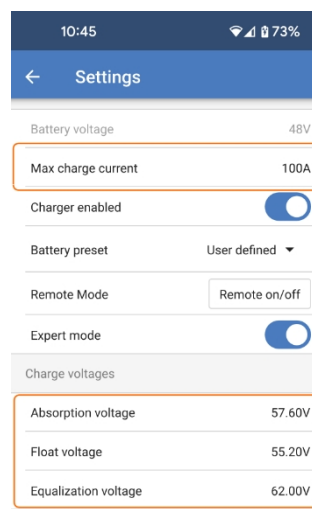 10:45 73%
Settings
Battery voltage 48V
Max charge current 100A
Charger enabled
Battery preset User defined
Remote Mode Remote on/off
Expert mode
Charge voltages
Absorption voltage 57.60V
Float voltage 55.20V
Equalization voltage 62.00V